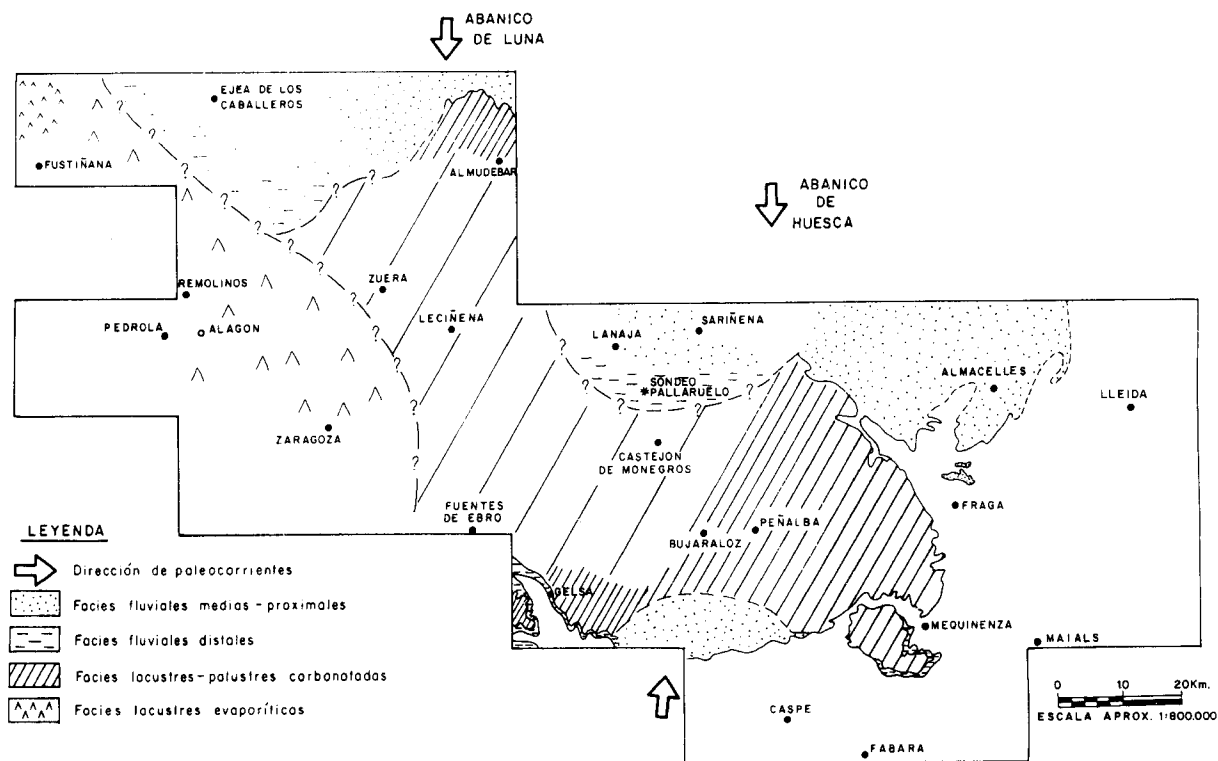 ABANICO
DE LUNA
EJEA DE LOS
CABALLEROS
FUSTIÑANA
ALMUDEBAR
ABANICO
DE
HUESCA
REMOLINOS
ZUERA
PEDROLA
ALAGON
LECIÑENA
LANAJA
SARIÑENA
SONDEO
PALLARUELO
ALMACELLES
LLEIDA
ZARAGOZA
CASTEJON
DE MONEGROS
FUENTES
DE EBRO
BUJARALOZ
PEÑALBA
FRAGA
GELSA
MEQUINENZA
MAIALS
CASPE
FABARA
LEYENDA
Dirección de paleocorrientes
Facies fluviales medias-proximales
Facies fluviales distales
Facies lacustres-palustres carbonatadas
Facies lacustres evaporíticas
0 10 20Km.
ESCALA APROX. 1:800.000
? ? ? ? ? ? ? ? ? ? ? ? ? ? ? ? ? ? ?